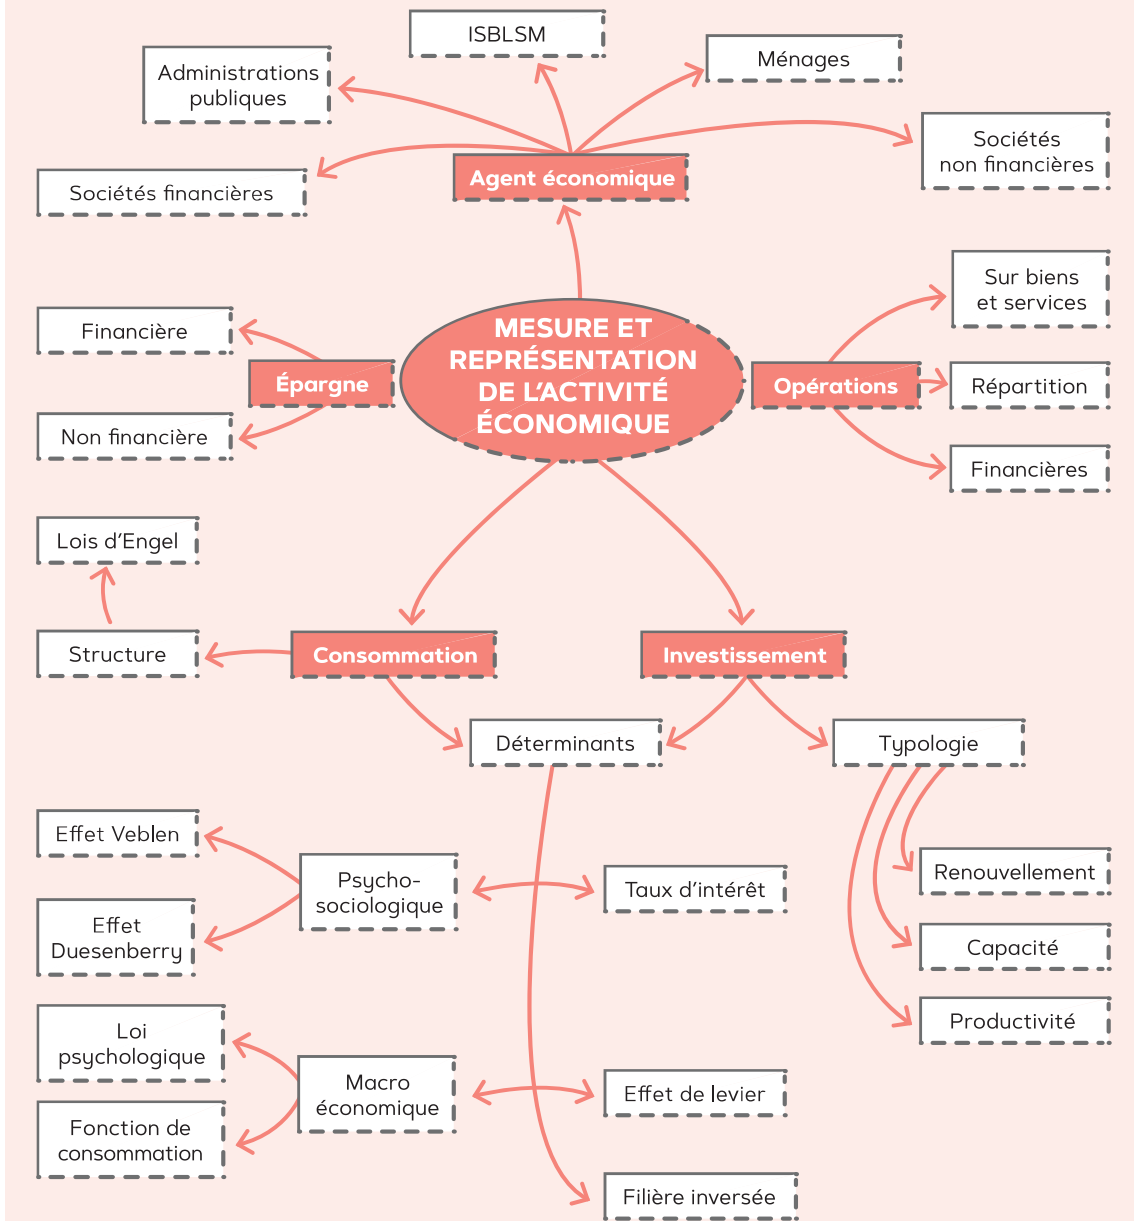 ISBLSM
Ménages
Administrations
publiques
Sociétés
non financières
Sociétés financières
Agent économique
Sur biens
et services
Financière
MESURE ET
REPRÉSENTATION
DE L'ACTIVITÉ
ÉCONOMIQUE
Épargne
Opérations
Répartition
Non financière
Financières
Lois d'Engel
Structure
Consommation
Investissement
Déterminants
Typologie
Effet Veblen
Psycho-
sociologique
Taux d'intérêt
Renouvellement
Effet
Duesenberry
Capacité
Productivité
Loi
psychologique
Macro
économique
Effet de levier
Fonction de
consommation
Filière inversée